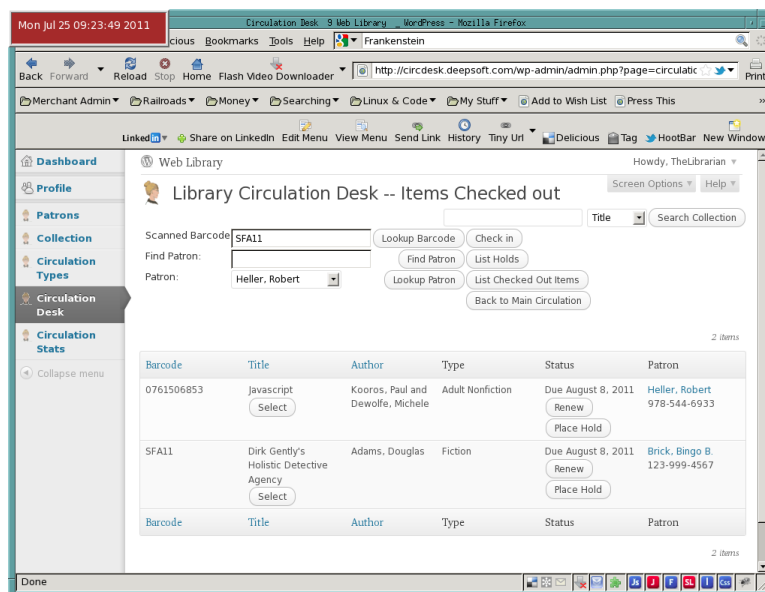 Mon Jul 25 09:23:49 2011
Circulation Desk 9 Web Library _ WordPress - Mozilla Firefox
cious Bookmarks Tools Help Frankenstein
Back Forward Reload Stop Home Flash Video Downloader http://circdesk.deepsoft.com/wp-admin/admin.php?page=circulatic Print
Merchant Admin Railroads Money Searching Linux & Code My Stuff Add to Wish List Press This »
LinkedIn Share on LinkedIn Edit Menu View Menu Send Link History Tiny Url Delicious Tag HootBar New Window
Dashboard
Profile
Patrons
Collection
Circulation
Types
Circulation
Desk
Circulation
Stats
Collapse menu
Web Library Howdy, TheLibrarian
Screen Options Help
Library Circulation Desk -- Items Checked out
Title Search Collection
Scanned Barcode SFA11 Lookup Barcode Check in
Find Patron: Find Patron List Holds
Patron: Heller, Robert Lookup Patron List Checked Out Items
Back to Main Circulation
2 items
Barcode Title Author Type Status Patron
0761506853 Javascript Kooros, Paul and Adult Nonfiction Due August 8, 2011 Heller, Robert
Select Dewolfe, Michele Renew 978-544-6933
Place Hold
SFA11 Dirk Gently's Adams, Douglas Fiction Due August 8, 2011 Brick, Bingo B.
Holistic Detective Renew 123-999-4567
Agency
Select Place Hold
Barcode Title Author Type Status Patron
2 items
Done Js J F SL I Css